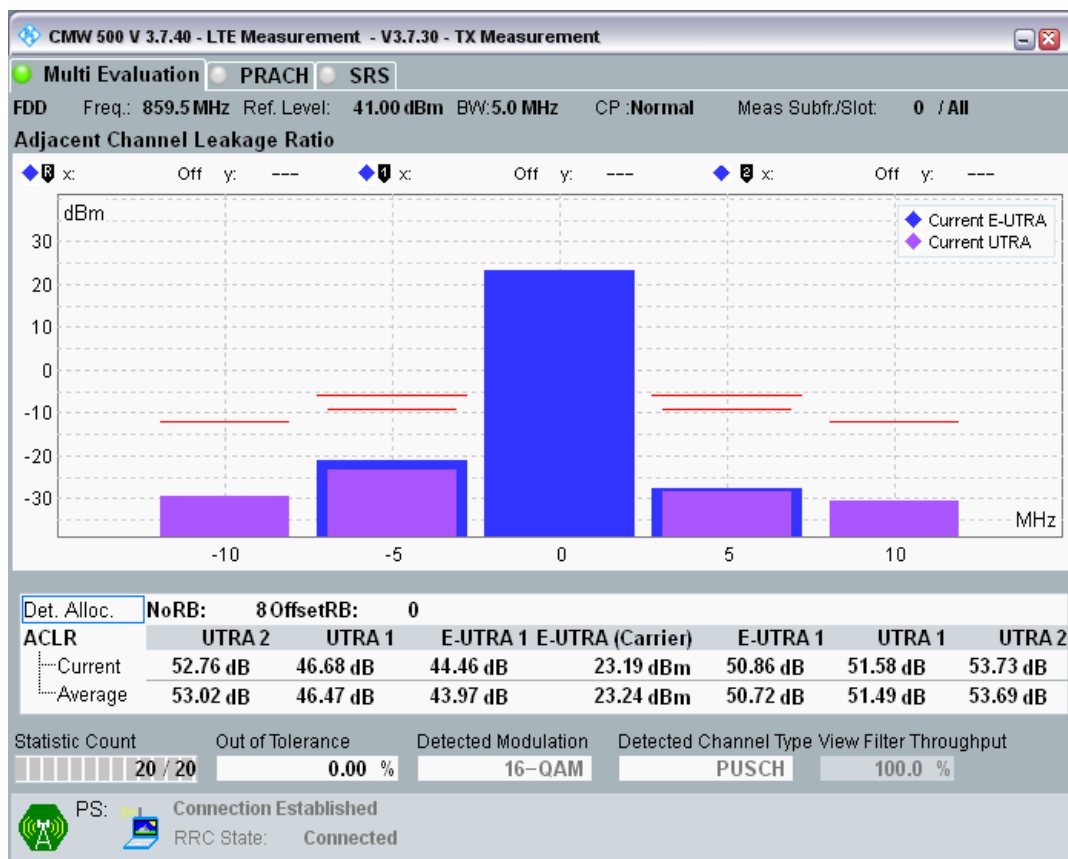 CMW 500 V 3.7.40 - LTE Measurement - V3.7.30 - TX Measurement
Multi Evaluation PRACH SRS
FDD Freq.: 859.5 MHz Ref. Level: 41.00 dBm BW:5.0 MHz CP :Normal Meas Subfr./Slot: 0 / All
Adjacent Channel Leakage Ratio
R x: Off y: --- 1 x: Off y: --- 2 x: Off y: ---
dBm
Current E-UTRA
Current UTRA
30
20
10
0
-10
-20
-30
MHz
-10 -5 0 5 10
Det. Alloc. NoRB: 8 OffsetRB: 0
ACLR UTRA 2 UTRA 1 E-UTRA 1 E-UTRA (Carrier) E-UTRA 1 UTRA 1 UTRA 2
Current 52.76 dB 46.68 dB 44.46 dB 23.19 dBm 50.86 dB 51.58 dB 53.73 dB
Average 53.02 dB 46.47 dB 43.97 dB 23.24 dBm 50.72 dB 51.49 dB 53.69 dB
Statistic Count Out of Tolerance Detected Modulation Detected Channel Type View Filter Throughput
20 / 20 0.00 % 16-QAM PUSCH 100.0 %
PS: Connection Established
RRC State: Connected